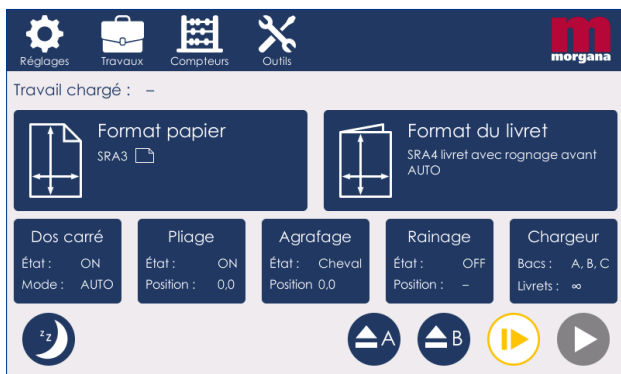 Réglages
Travaux
Compteurs
Outils
morgana
Travail chargé : –
Format papier
SRA3
Format du livret
SRA4 livret avec rognage avant
AUTO
Dos carré
État : ON
Mode : AUTO
Pliage
État : ON
Position : 0,0
Agrafage
État : Cheval
Position 0,0
Rainage
État : OFF
Position : –
Chargeur
Bacs : A, B, C
Livrets : ∞
z z
A
B